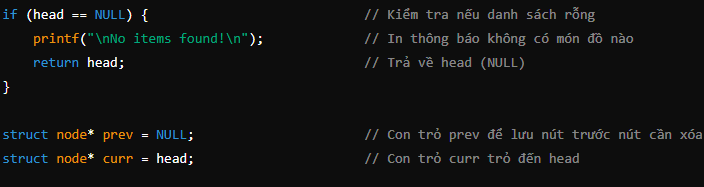 if (head == NULL) { // Kiểm tra nếu danh sách rỗng
printf("\nNo items found!\n"); // In thông báo không có món đồ nào
return head; // Trả về head (NULL)
}
struct node* prev = NULL; // Con trỏ prev để lưu nút trước nút cần xóa
struct node* curr = head; // Con trỏ curr trỏ đến head